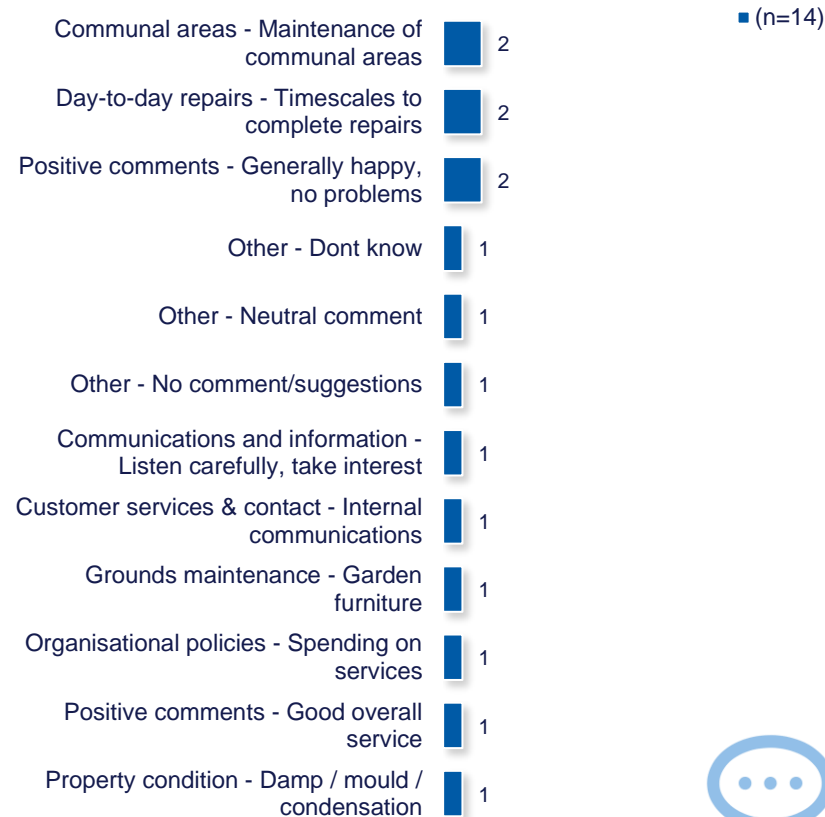 (n=14)
Communal areas - Maintenance of
communal areas
2
Day-to-day repairs - Timescales to
complete repairs
2
Positive comments - Generally happy,
no problems
2
Other - Dont know
1
Other - Neutral comment
1
Other - No comment/suggestions
1
Communications and information -
Listen carefully, take interest
1
Customer services & contact - Internal
communications
1
Grounds maintenance - Garden
furniture
1
Organisational policies - Spending on
services
1
Positive comments - Good overall
service
1
Property condition - Damp / mould /
condensation
1